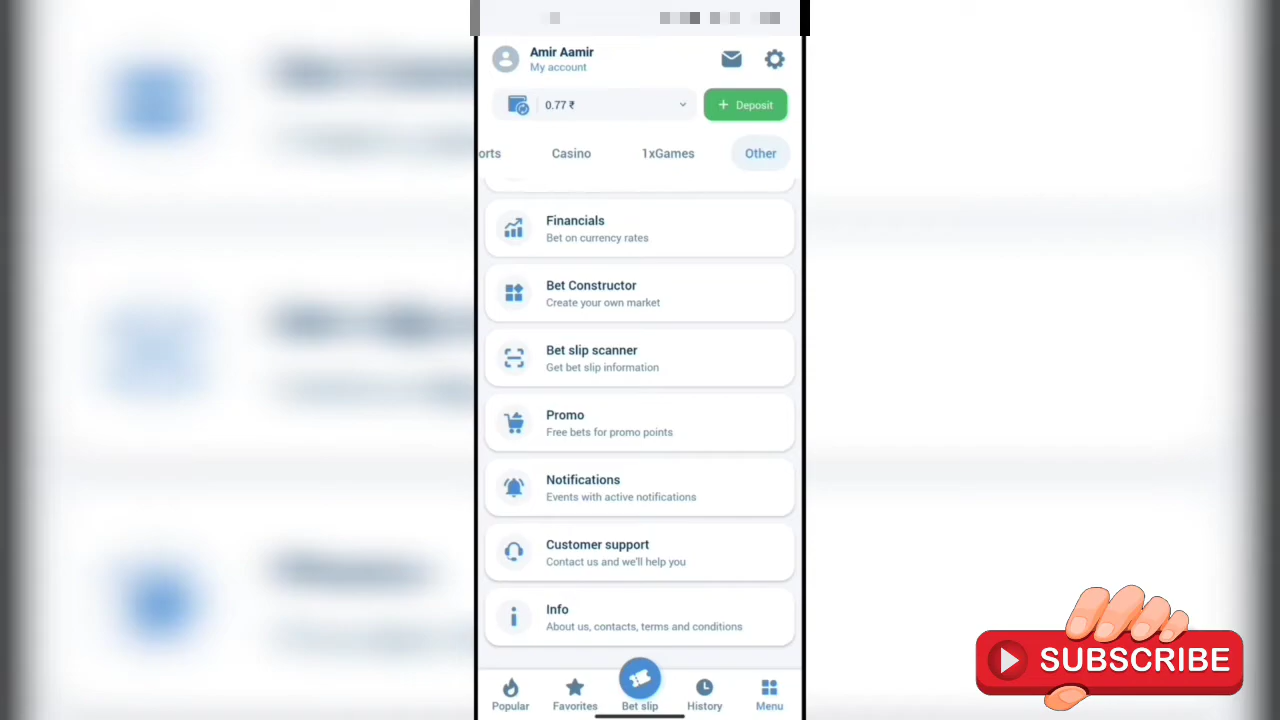 Amir Aamir
My account
0.77 ₹
+ Deposit
orts
Casino
1xGames
Other
Financials
Bet on currency rates
Bet Constructor
Create your own market
Bet slip scanner
Get bet slip information
Promo
Free bets for promo points
Notifications
Events with active notifications
Customer support
Contact us and we'll help you
Info
About us, contacts, terms and conditions
SUBSCRIBE
Popular
Favorites
Bet slip
History
Menu